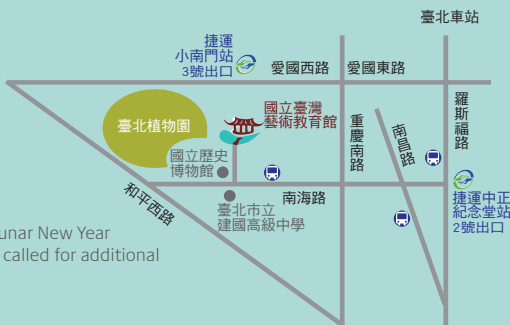 臺北車站
捷運
小南門站
3號出口
愛國西路
愛國東路
國立臺灣
藝術教育館
臺北植物園
重慶南路
南昌路
羅斯福路
國立歷史
博物館
和平西路
南海路
臺北市立
建國高級中學
捷運中正
紀念堂站
2號出口
unar New Year
called for additional